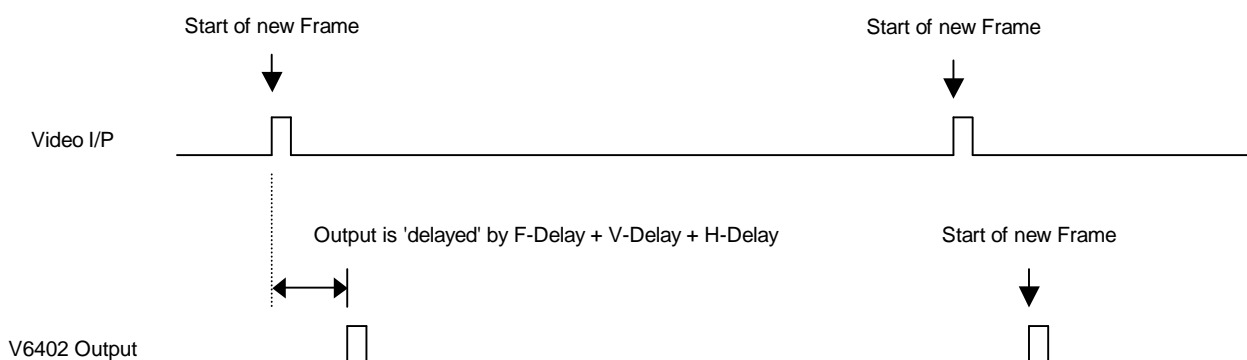 Start of new Frame
Start of new Frame
Video I/P
Output is 'delayed' by F-Delay + V-Delay + H-Delay
Start of new Frame
V6402 Output